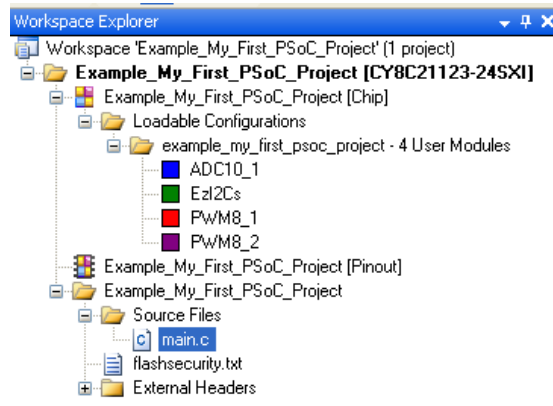 Workspace Explorer
Workspace 'Example_My_First_PSoC_Project' (1 project)
Example_My_First_PSoC_Project [CY8C21123-24SXI]
Example_My_First_PSoC_Project [Chip]
Loadable Configurations
example_my_first_psoc_project - 4 User Modules
ADC10_1
EzI2Cs
PWM8_1
PWM8_2
Example_My_First_PSoC_Project [Pinout]
Example_My_First_PSoC_Project
Source Files
c main.c
flashsecurity.txt
External Headers